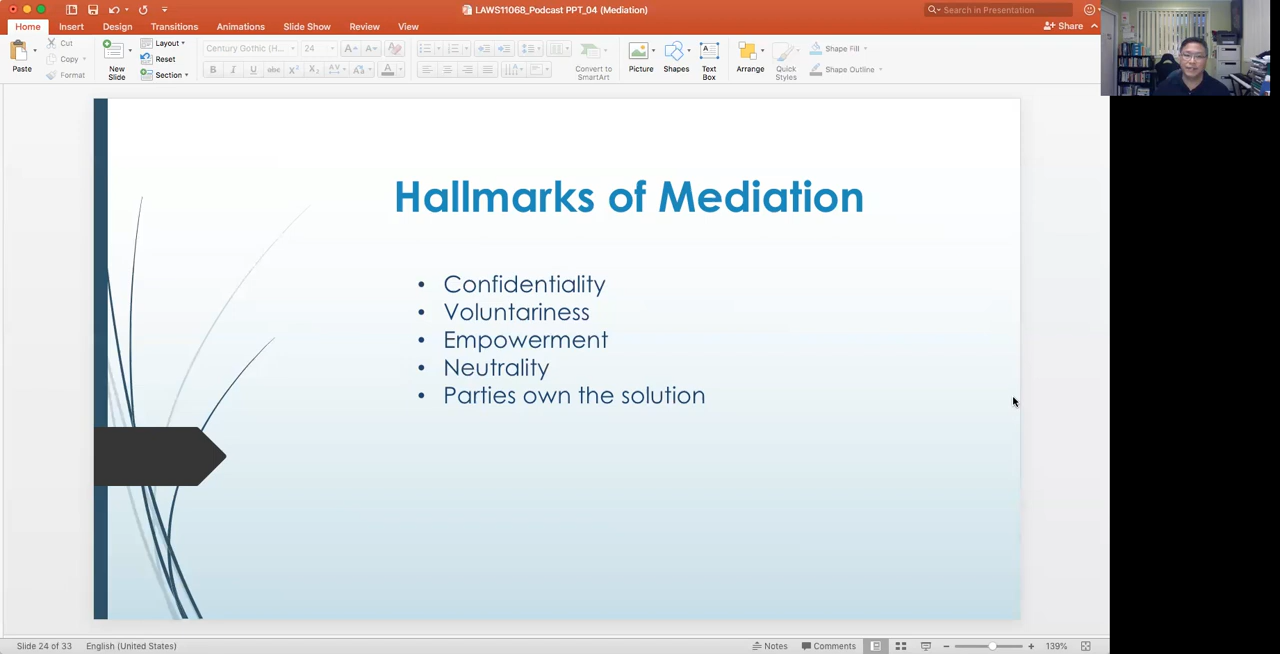 LAWS11068_Podcast PPT_04 (Mediation)
Search in Presentation
Home Insert Design Transitions Animations Slide Show Review View
Share
Paste
Cut
Copy
Format
New Slide
Layout
Reset
Section
Century Gothic (H... 24
Convert to SmartArt
Picture
Shapes
Text Box
Arrange
Quick Styles
Shape Fill
Shape Outline
Hallmarks of Mediation
• Confidentiality
• Voluntariness
• Empowerment
• Neutrality
• Parties own the solution
Slide 24 of 33 English (United States) Notes Comments 139%